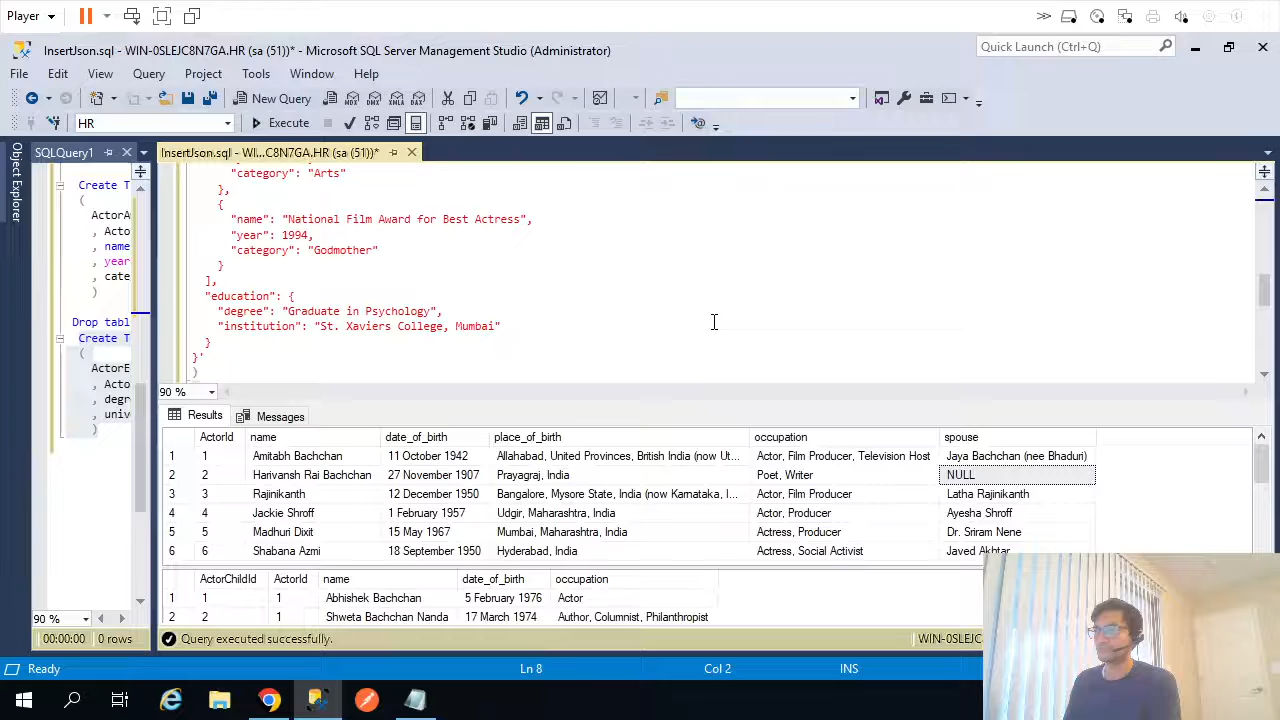 Player
InsertJson.sql - WIN-0SLEJC8N7GA.HR (sa (51))* - Microsoft SQL Server Management Studio (Administrator)
Quick Launch (Ctrl+Q)
File Edit View Query Project Tools Window Help
New Query
MDX DMX XMLA DAX
HR
Execute
Object Explorer
SQLQuery1
InsertJson.sql - WI...C8N7GA.HR (sa (51))*
Create T
(
ActorA
, Acto
, name
, year
, cate
)
Drop tabl
Create T
(
ActorE
, Acto
, degr
, univ
)
90 %
00:00:00 0 rows
"category": "Arts"
},
{
"name": "National Film Award for Best Actress",
"year": 1994,
"category": "Godmother"
}
],
"education": {
"degree": "Graduate in Psychology",
"institution": "St. Xaviers College, Mumbai"
}
}'
)
90 %
Results Messages
ActorId name date_of_birth place_of_birth occupation spouse
1 1 Amitabh Bachchan 11 October 1942 Allahabad, United Provinces, British India (now Ut... Actor, Film Producer, Television Host Jaya Bachchan (nee Bhaduri)
2 2 Harivansh Rai Bachchan 27 November 1907 Prayagraj, India Poet, Writer NULL
3 3 Rajinikanth 12 December 1950 Bangalore, Mysore State, India (now Karnataka, I... Actor, Film Producer Latha Rajinikanth
4 4 Jackie Shroff 1 February 1957 Udgir, Maharashtra, India Actor, Producer Ayesha Shroff
5 5 Madhuri Dixit 15 May 1967 Mumbai, Maharashtra, India Actress, Producer Dr. Sriram Nene
6 6 Shabana Azmi 18 September 1950 Hyderabad, India Actress, Social Activist Javed Akhtar
ActorChildId ActorId name date_of_birth occupation
1 1 1 Abhishek Bachchan 5 February 1976 Actor
2 2 1 Shweta Bachchan Nanda 17 March 1974 Author, Columnist, Philanthropist
Query executed successfully.
WIN-0SLEJC
Ready Ln 8 Col 2 INS